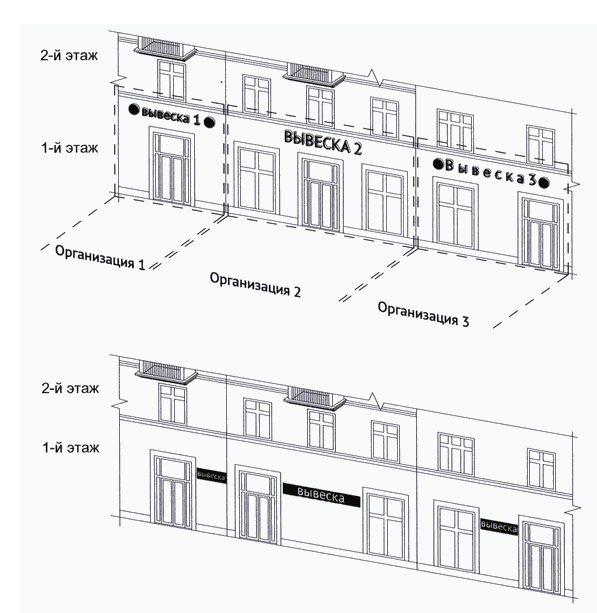 2-й этаж
1-й этаж
вывеска 1
ВЫВЕСКА 2
Вывеска3
Организация 1
Организация 2
Организация 3
2-й этаж
1-й этаж
вывеска
вывеска
вывеска